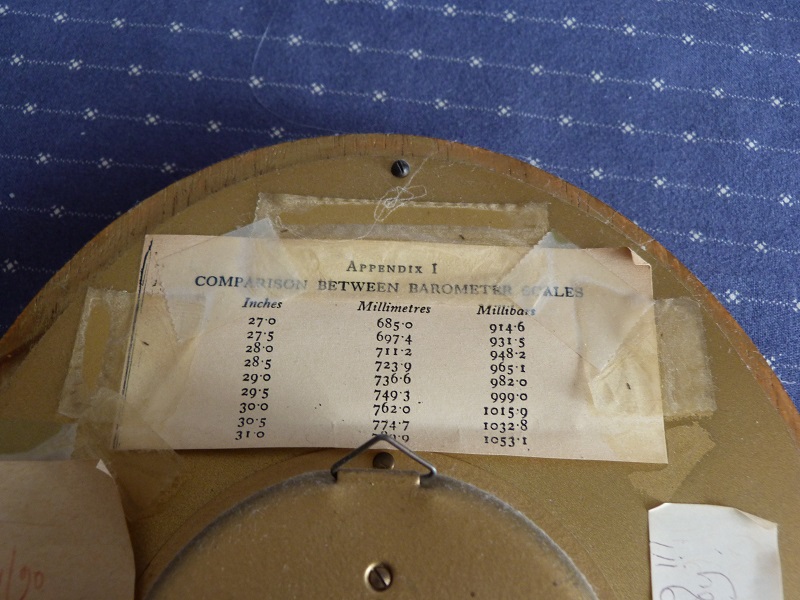 APPENDIX I
COMPARISON BETWEEN BAROMETER SCALES
Inches Millimetres Millibars
27·0 685·0 914·6
27·5 697·4 931·5
28·0 711·2 948·2
28·5 723·9 965·1
29·0 736·6 982·0
29·5 749·3 999·0
30·0 762·0 1015·9
30·5 774·7 1032·8
31·0 1053·1
/90
!!!